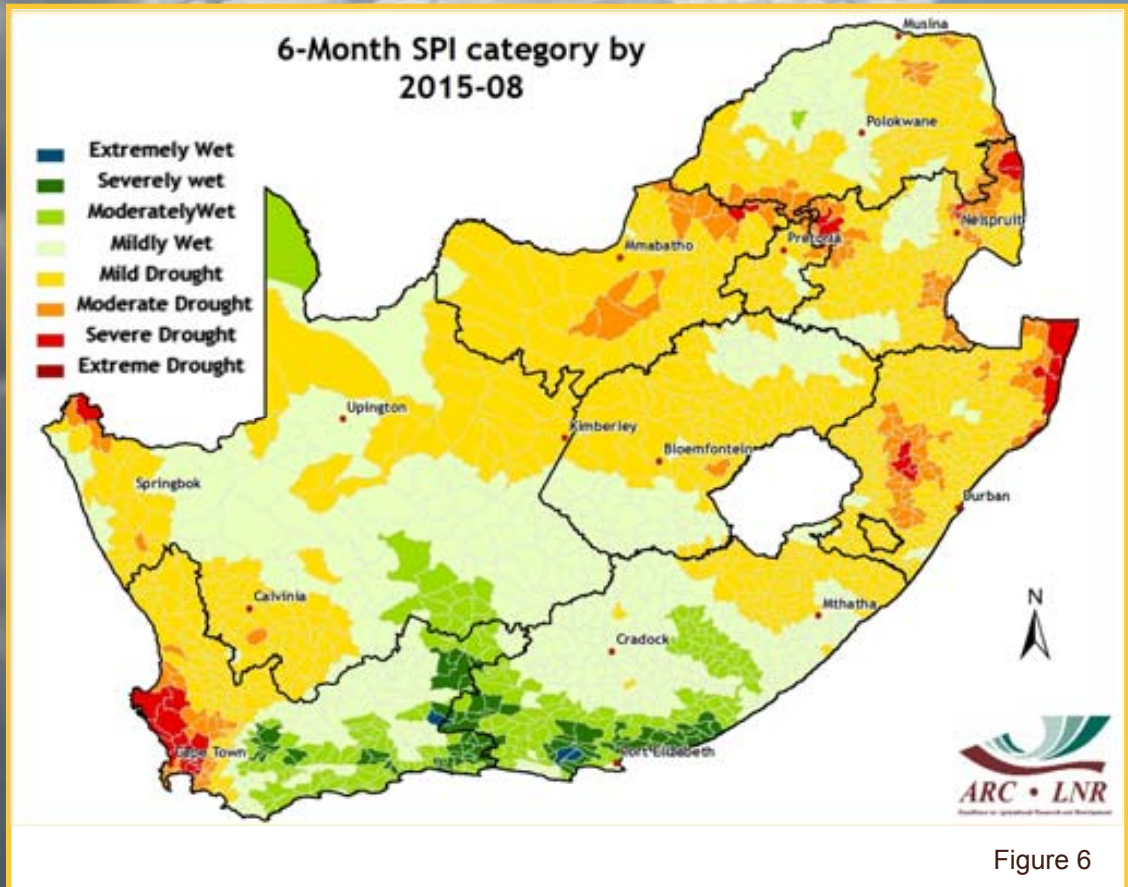 6-Month SPI category by
2015-08
Extremely Wet
Severely wet
ModeratelyWet
Mildly Wet
Mild Drought
Moderate Drought
Severe Drought
Extreme Drought
Musina
Polokwane
Nelspruit
Pretoria
Mmabatho
Upington
Kimberley
Bloemfontein
Springbok
Durban
Calvinia
Mthatha
Cradock
Cape Town
Port Elizabeth
N
ARC • LNR
Figure 6